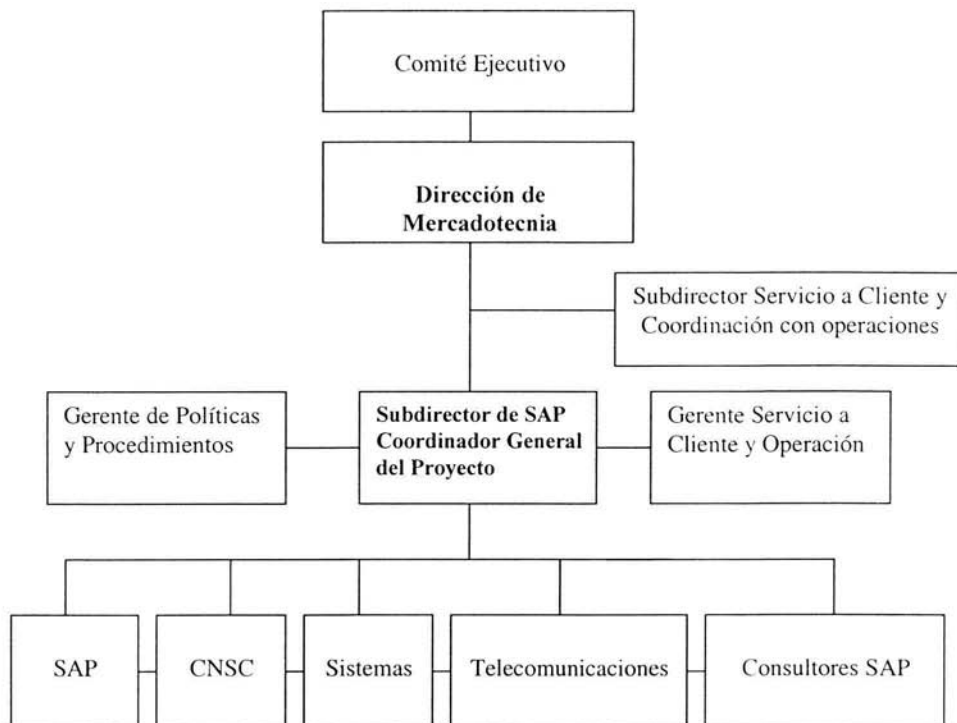 Comité Ejecutivo
Dirección de
Mercadotecnia
Subdirector Servicio a Cliente y
Coordinación con operaciones
Gerente de Políticas
y Procedimientos
Subdirector de SAP
Coordinador General
del Proyecto
Gerente Servicio a
Cliente y Operación
SAP
CNSC
Sistemas
Telecomunicaciones
Consultores SAP